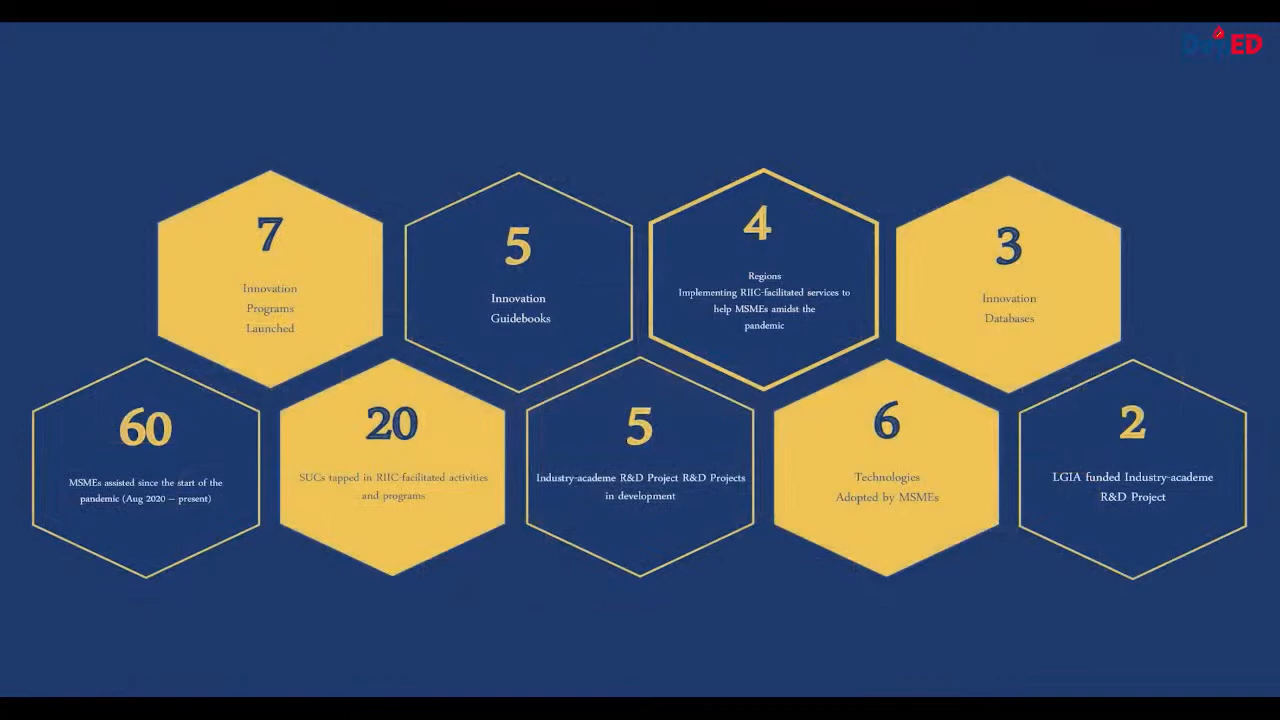 DepED
7
Innovation
Programs
Launched
5
Innovation
Guidebooks
4
Regions
Implementing RIIC-facilitated services to
help MSMEs amidst the
pandemic
3
Innovation
Databases
60
MSMEs assisted since the start of the
pandemic (Aug 2020 – present)
20
SUCs tapped in RIIC-facilitated activities
and programs
5
Industry-academe R&D Project R&D Projects
in development
6
Technologies
Adopted by MSMEs
2
LGIA funded Industry-academe
R&D Project